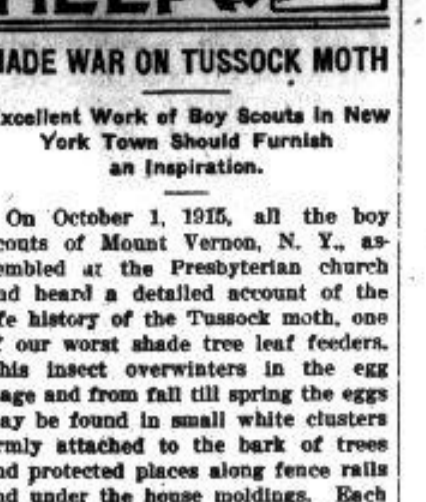 HELP
MADE WAR ON TUSSOCK MOTH
Excellent Work of Boy Scouts in New
York Town Should Furnish
an Inspiration.
On October 1, 1915, all the boy
scouts of Mount Vernon, N. Y., as-
sembled at the Presbyterian church
and heard a detailed account of the
life history of the Tussock moth, one
of our worst shade tree leaf feeders.
This insect overwinters in the egg
stage and from fall till spring the eggs
may be found in small white clusters
firmly attached to the bark of trees
and protected places along fence rails
and under the house moldings. Each